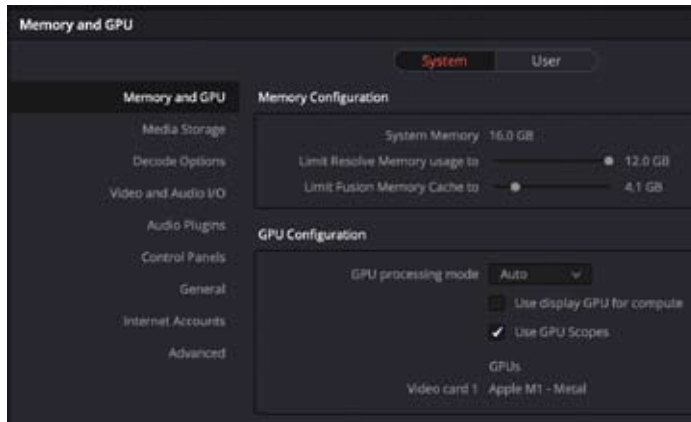 Memory and GPU
System User
Memory and GPU
Media Storage
Decode Options
Video and Audio I/O
Audio Plugins
Control Panels
General
Internet Accounts
Advanced
Memory Configuration
System Memory 16.0 GB
Limit Resolve Memory usage to 12.0 GB
Limit Fusion Memory Cache to 4.1 GB
GPU Configuration
GPU processing mode Auto
Use display GPU for compute
Use GPU Scopes
GPUs
Video card 1 Apple M1 - Metal